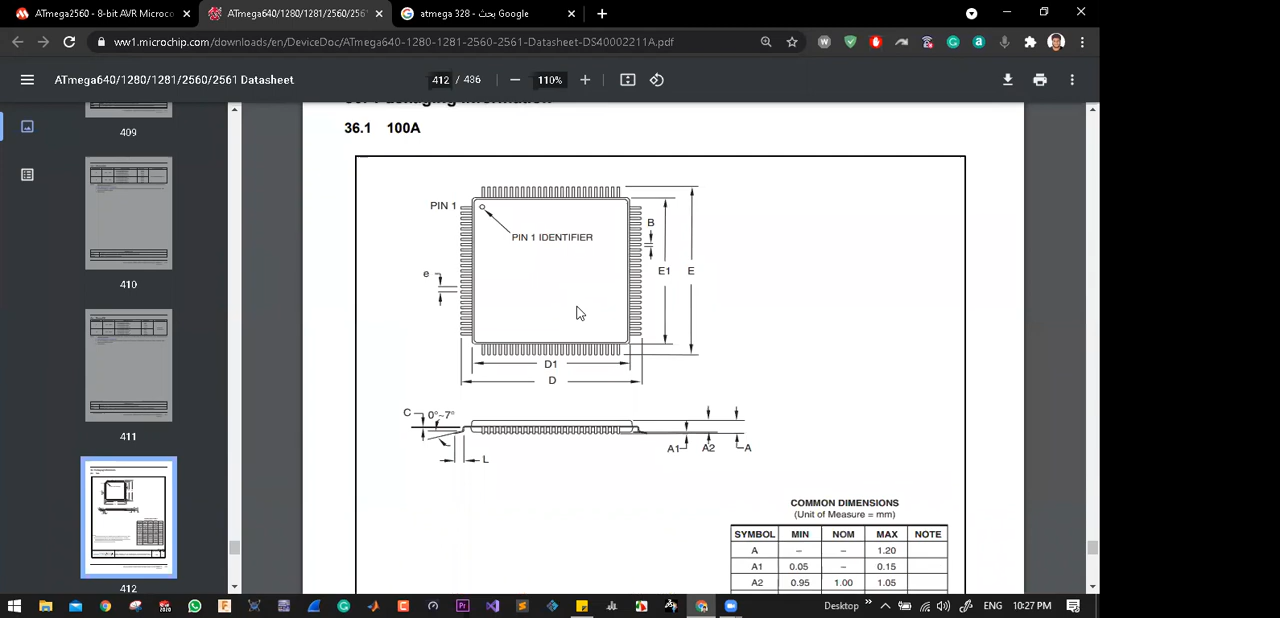 ATmega2560 - 8-bit AVR Microco
ATmega640/1280/1281/2560/256
atmega 328 - بحث Google
ww1.microchip.com/downloads/en/DeviceDoc/ATmega640-1280-1281-2560-2561-Datasheet-DS40002211A.pdf
ATmega640/1280/1281/2560/2561 Datasheet
412 / 436
110%
409
410
411
412
36.1 100A
PIN 1
PIN 1 IDENTIFIER
B
e
E1
E
D1
D
C
0°~7°
L
A1
A2
A
COMMON DIMENSIONS
(Unit of Measure = mm)
SYMBOL MIN NOM MAX NOTE
A – – 1.20
A1 0.05 – 0.15
A2 0.95 1.00 1.05
Desktop
ENG
10:27 PM